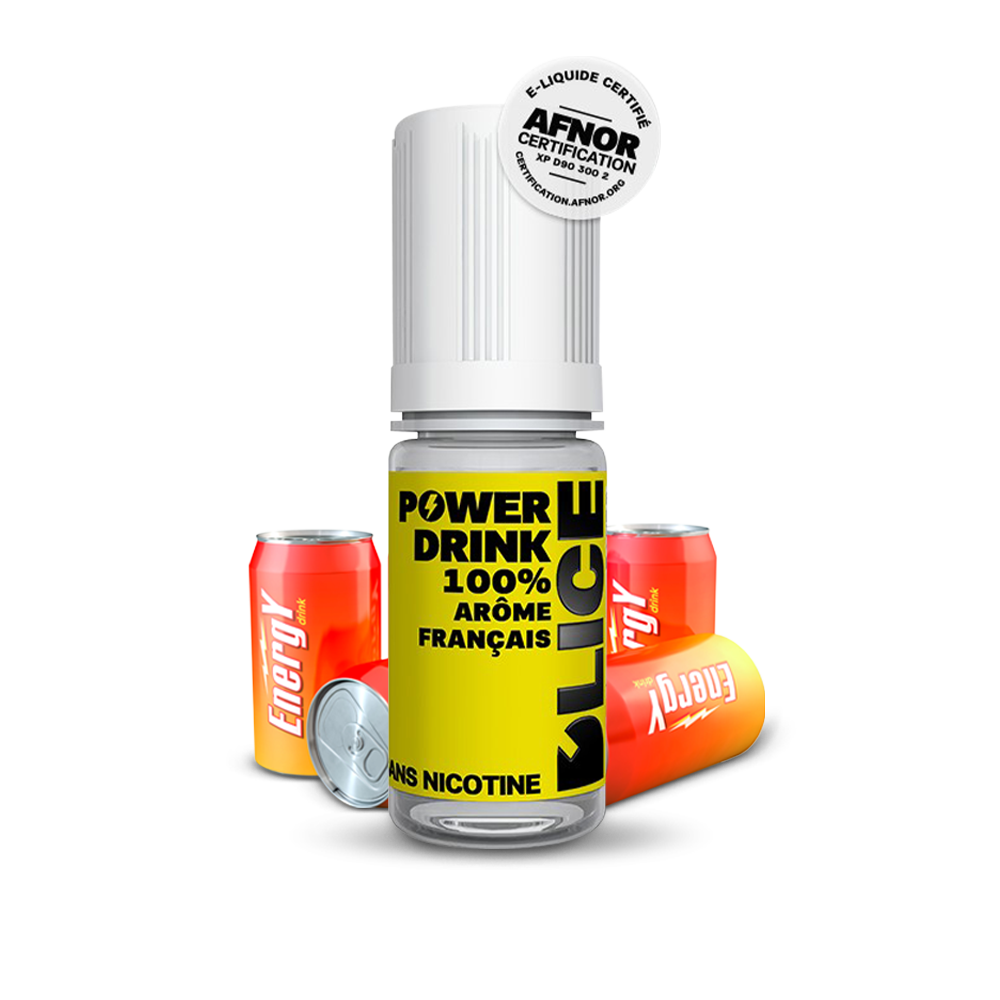 E-LIQUIDE CERTIFIÉ
AFNOR
CERTIFICATION
XP D90 300 2
CERTIFICATION.AFNOR.ORG
POWER
DRINK
100%
ARÔME
FRANÇAIS
D'LICE
ANS NICOTINE
EnergY
drink
rgY
drink
EnergY
drink